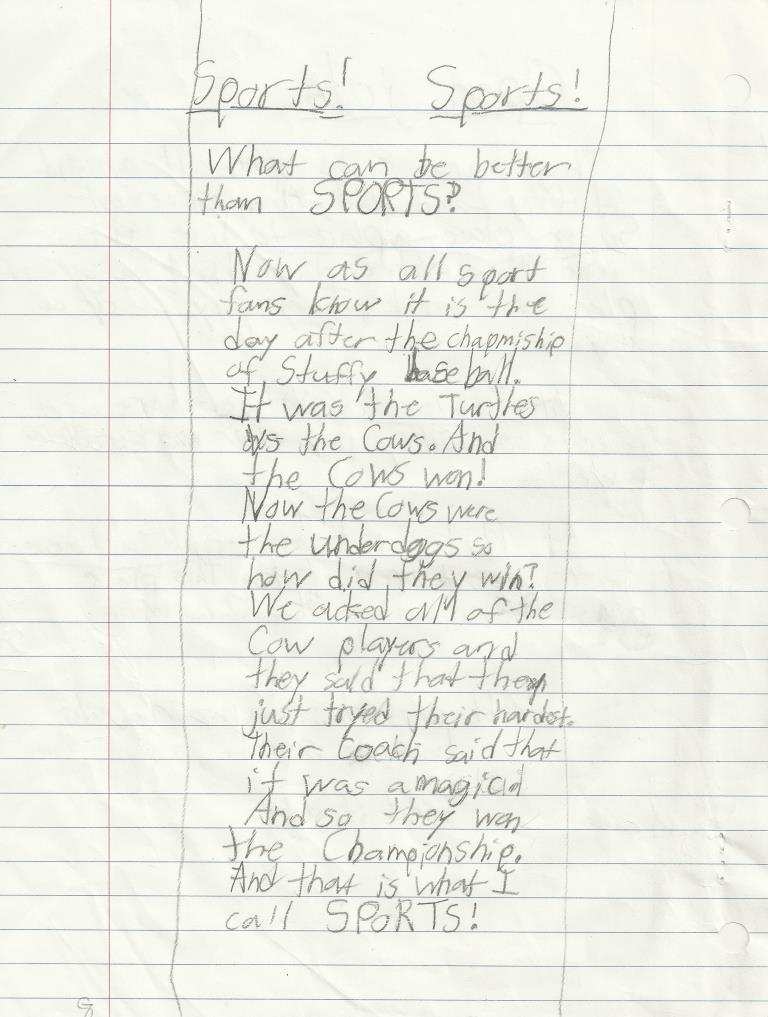 Sports! Sports!
What can be better
than SPORTS?
Now as all sport
fans know it is the
day after the chapmiship
of Stuffy baseball.
It was the Turtles
vs the Cows. And
the Cows won!
Now the Cows were
the underdogs so
how did they win?
We acked all of the
Cow players and
they said that they
just tryed their hardest.
Their Coach said that
it was a magical
And so they won
the Championship.
And that is what I
call SPORTS!